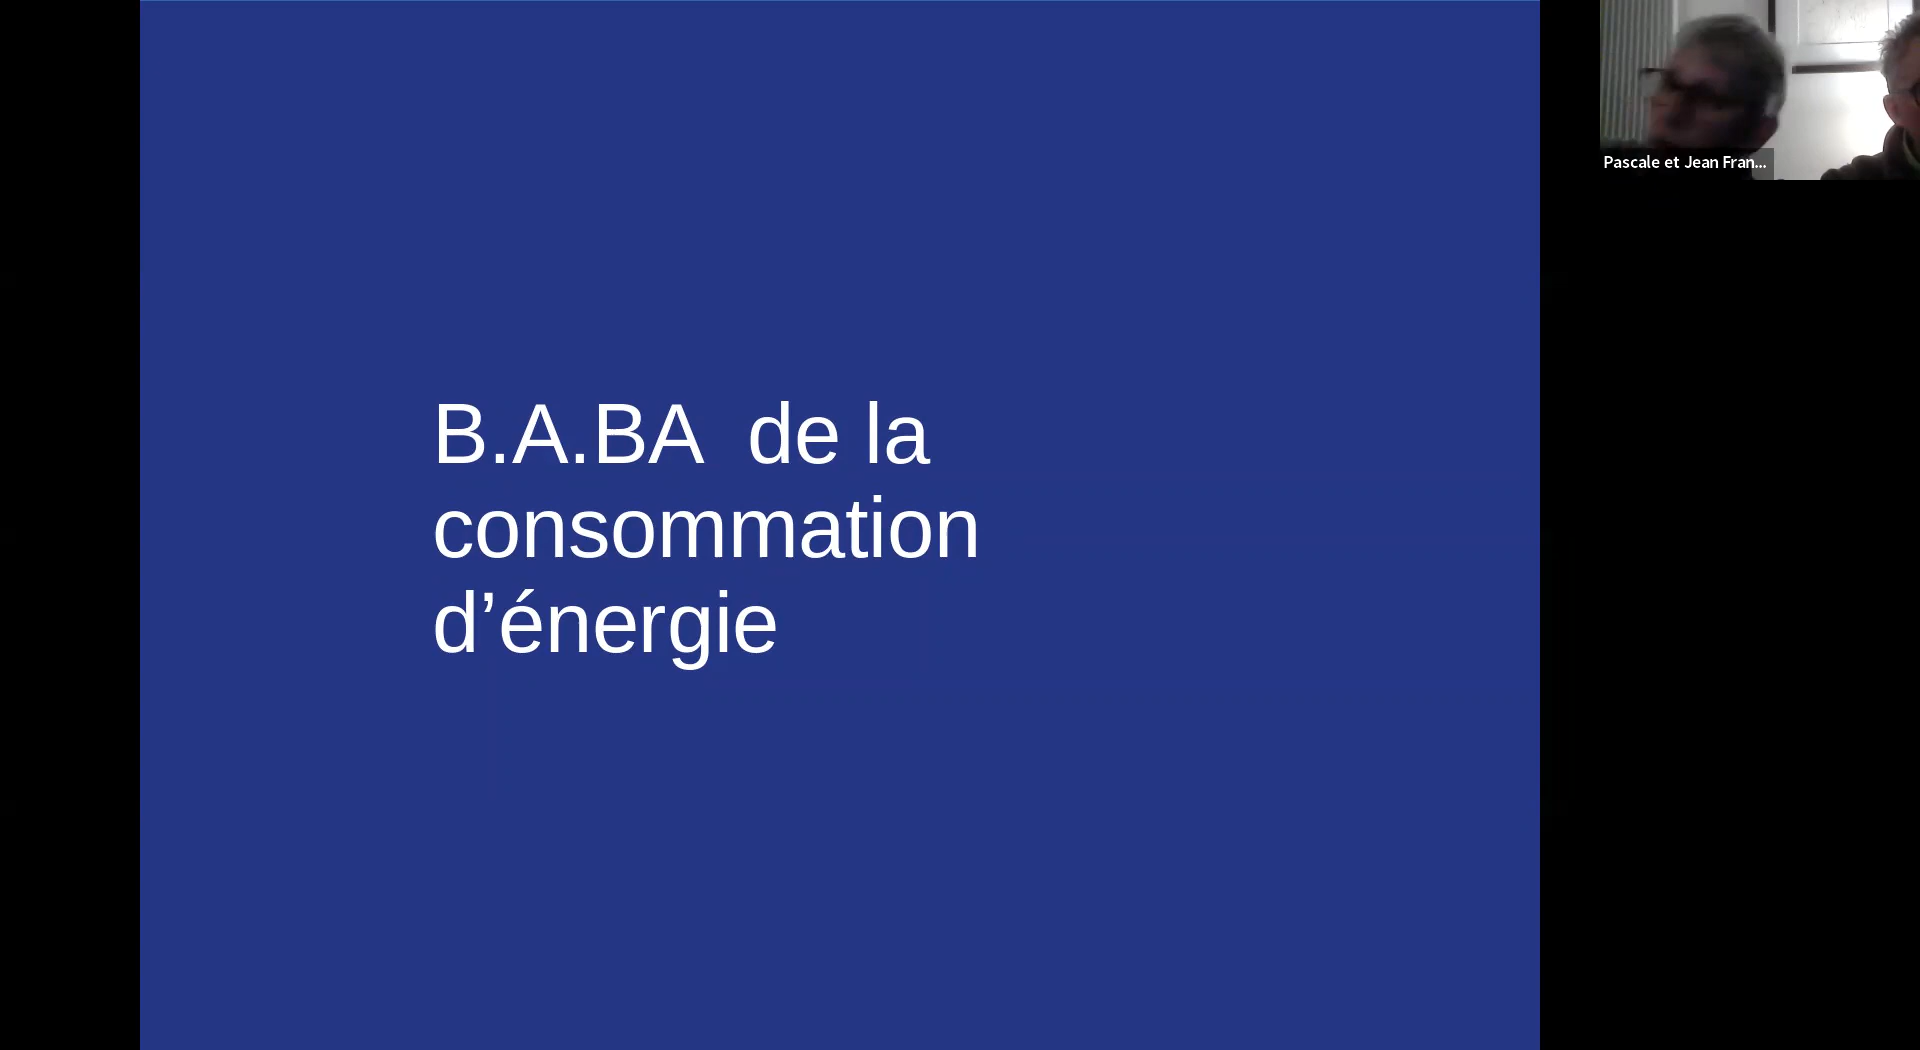 B.A.BA  de la
consommation
d’énergie
Pascale et Jean Fran...